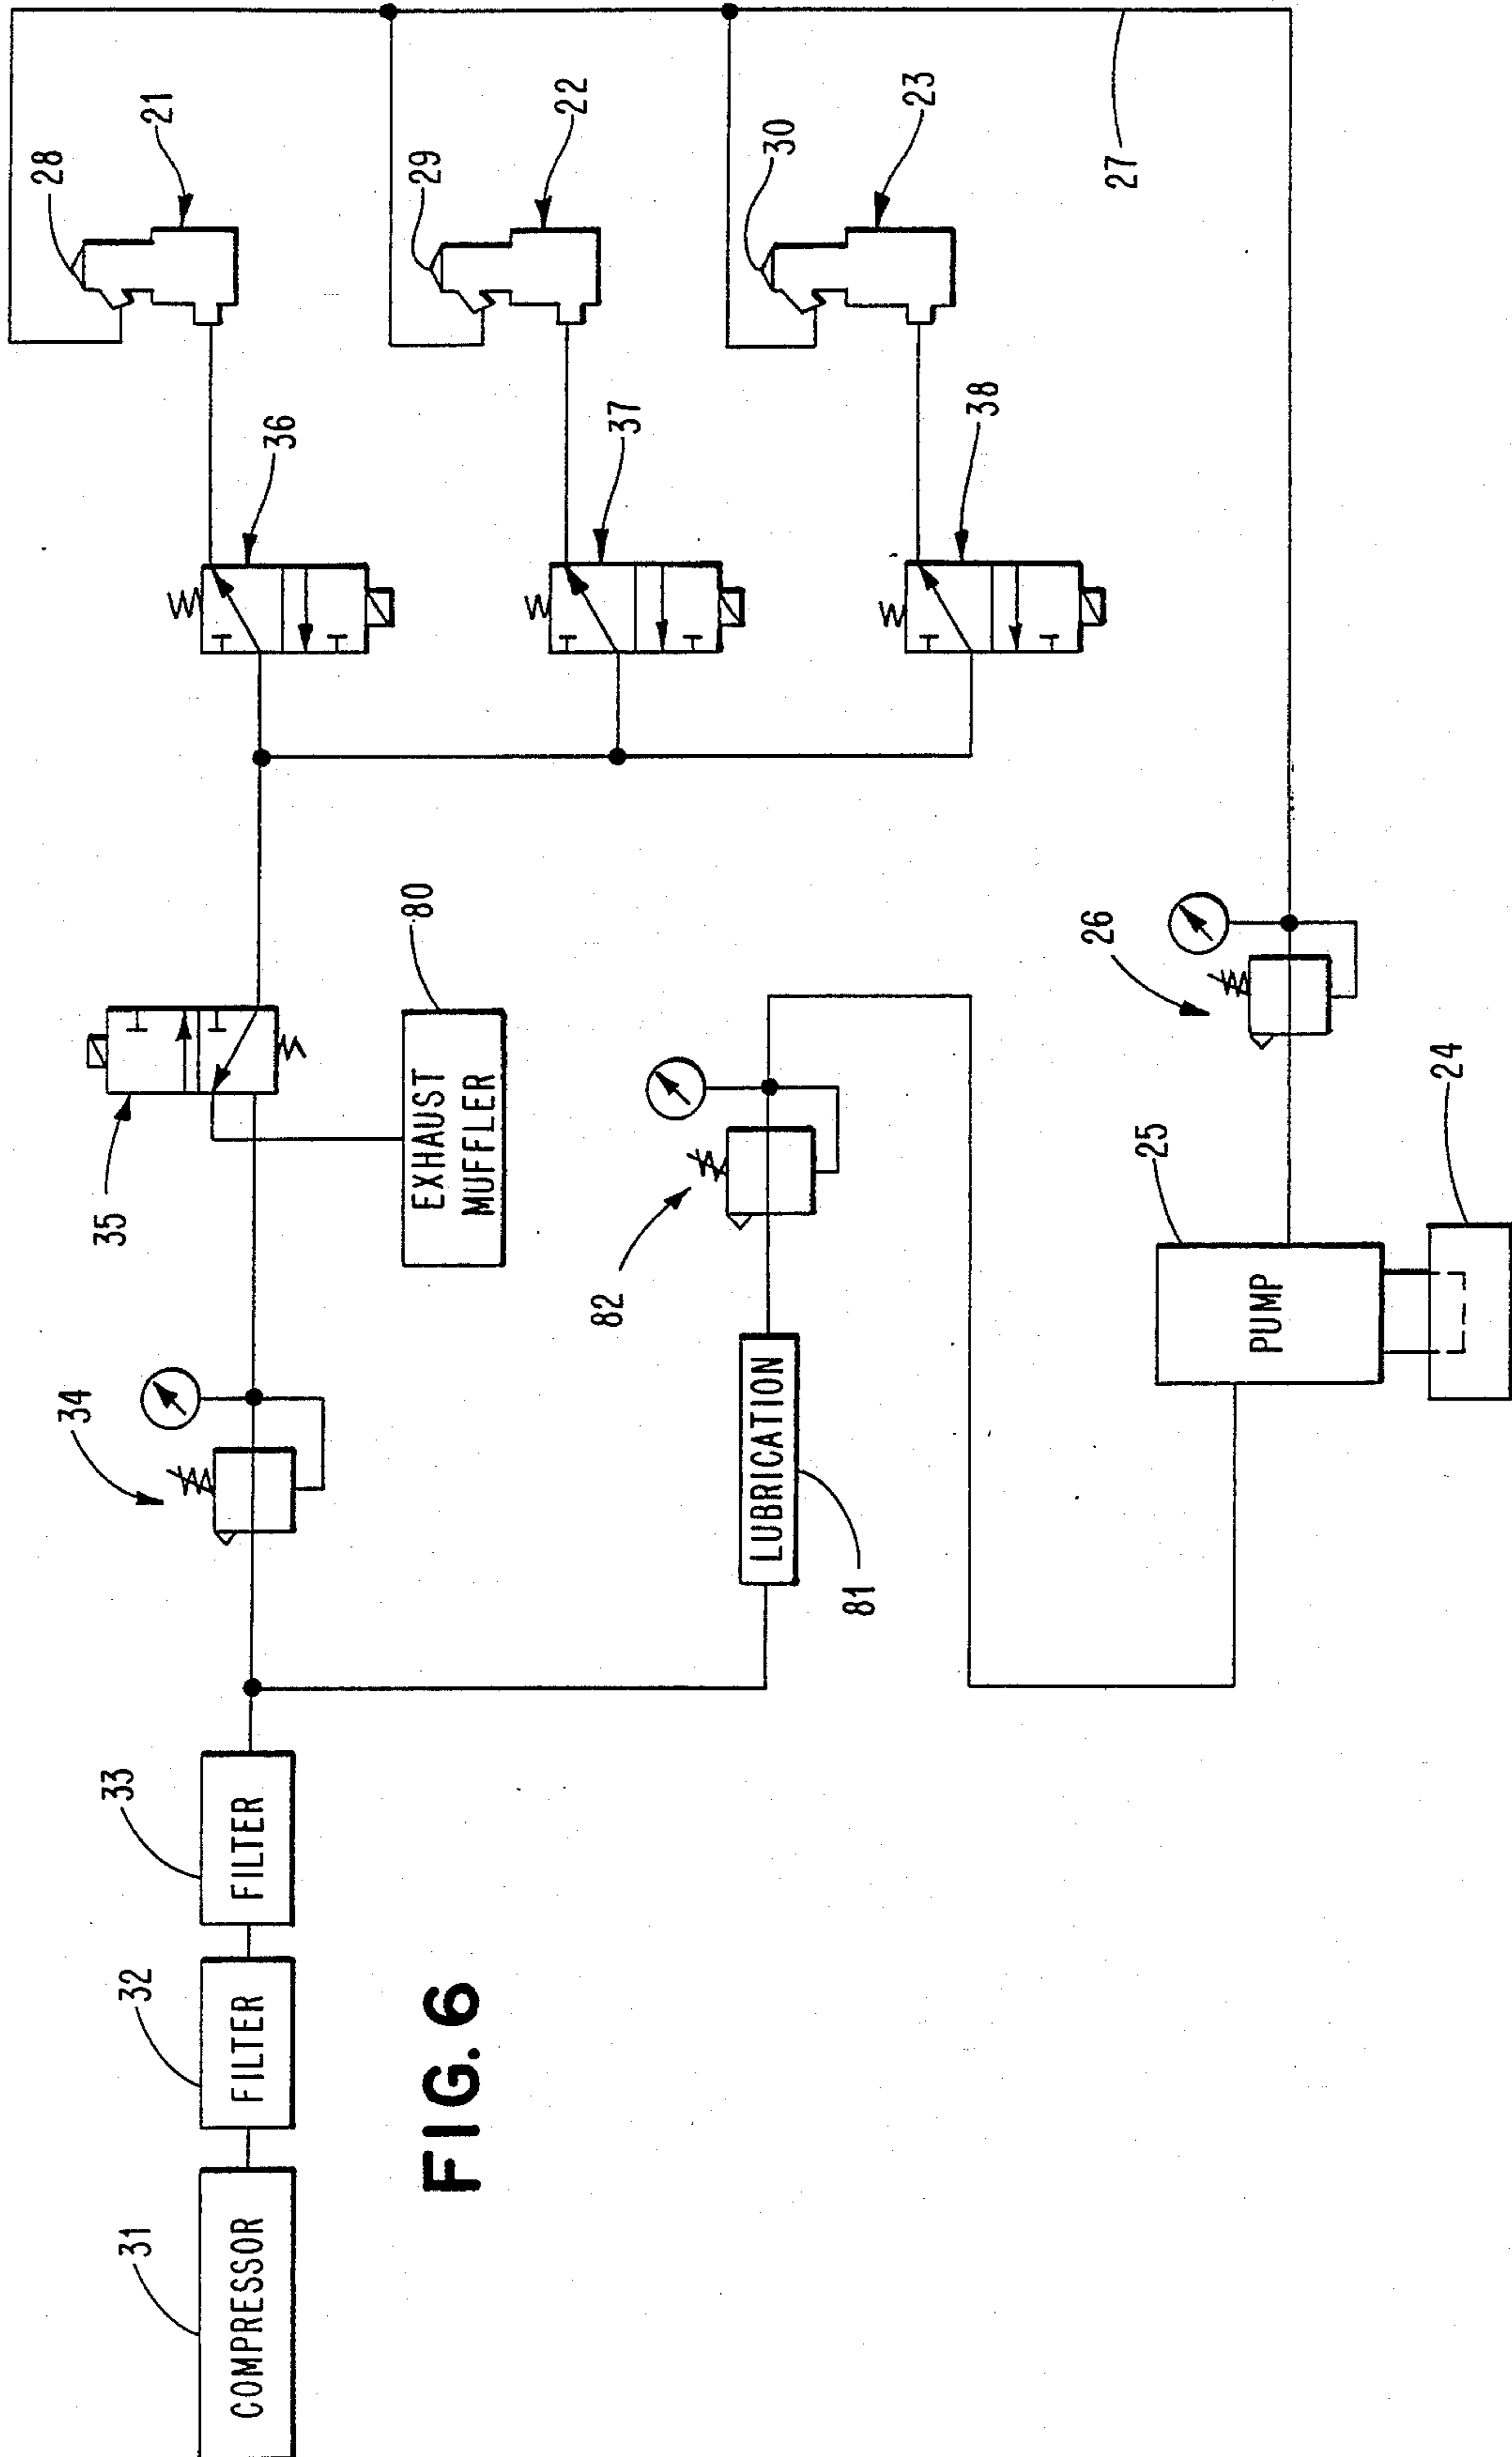 COMPRESSOR
31
FILTER
32
FILTER
33
34
35
EXHAUST
MUFFLER
80
36
37
38
28
21
29
22
30
23
27
LUBRICATION
81
82
PUMP
25
24
26
FIG. 6